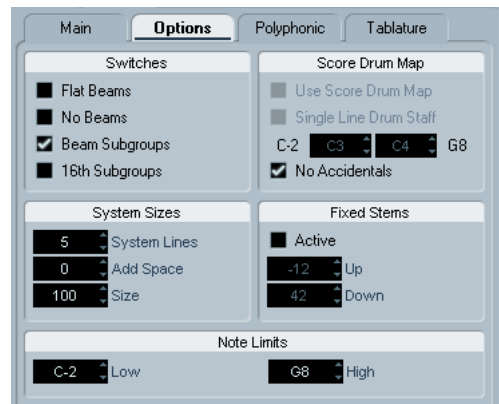 Main Options Polyphonic Tablature
Switches
Flat Beams
No Beams
Beam Subgroups
16th Subgroups
Score Drum Map
Use Score Drum Map
Single Line Drum Staff
C-2 C3 C4 G8
No Accidentals
System Sizes
5 System Lines
0 Add Space
100 Size
Fixed Stems
Active
-12 Up
42 Down
Note Limits
C-2 Low G8 High